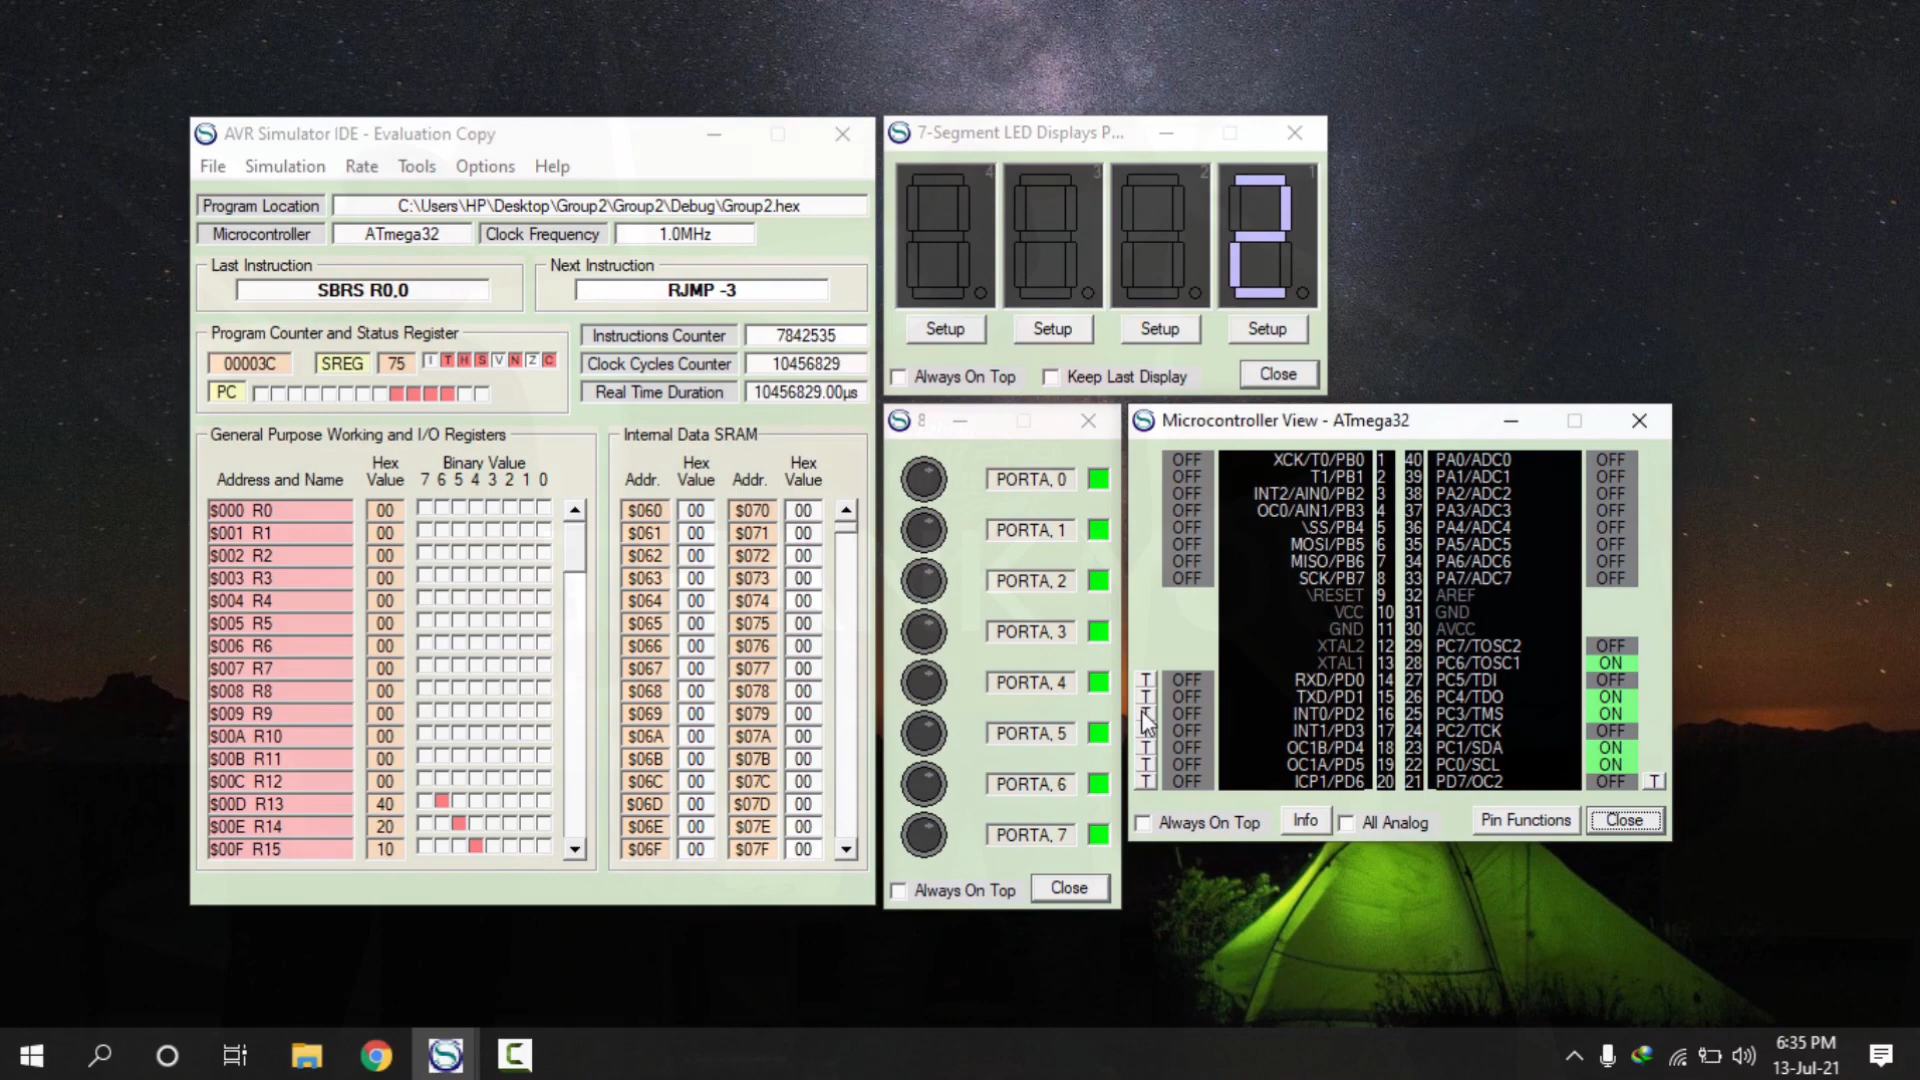 AVR Simulator IDE - Evaluation Copy
File Simulation Rate Tools Options Help
Program Location C:\Users\HP\Desktop\Group2\Group2\Debug\Group2.hex
Microcontroller ATmega32 Clock Frequency 1.0MHz
Last Instruction
SBRS R0,0
Next Instruction
RJMP -3
Program Counter and Status Register
00003C SREG 75 I T H S V N Z C
PC
Instructions Counter 7842535
Clock Cycles Counter 10456829
Real Time Duration 10456829.00µs
General Purpose Working and I/O Registers
Hex Binary Value
Address and Name Value 7 6 5 4 3 2 1 0
$000 R0 00
$001 R1 00
$002 R2 00
$003 R3 00
$004 R4 00
$005 R5 00
$006 R6 00
$007 R7 00
$008 R8 00
$009 R9 00
$00A R10 00
$00B R11 00
$00C R12 00
$00D R13 40
$00E R14 20
$00F R15 10
Internal Data SRAM
Hex Hex
Addr. Value Addr. Value
$060 00 $070 00
$061 00 $071 00
$062 00 $072 00
$063 00 $073 00
$064 00 $074 00
$065 00 $075 00
$066 00 $076 00
$067 00 $077 00
$068 00 $078 00
$069 00 $079 00
$06A 00 $07A 00
$06B 00 $07B 00
$06C 00 $07C 00
$06D 00 $07D 00
$06E 00 $07E 00
$06F 00 $07F 00
7-Segment LED Displays P...
4 3 2 1
2
Setup Setup Setup Setup
Always On Top Keep Last Display Close
8
PORTA, 0
PORTA, 1
PORTA, 2
PORTA, 3
PORTA, 4
PORTA, 5
PORTA, 6
PORTA, 7
Always On Top Close
Microcontroller View - ATmega32
OFF XCK/T0/PB0 1 40 PA0/ADC0 OFF
OFF T1/PB1 2 39 PA1/ADC1 OFF
OFF INT2/AIN0/PB2 3 38 PA2/ADC2 OFF
OFF OC0/AIN1/PB3 4 37 PA3/ADC3 OFF
OFF \SS/PB4 5 36 PA4/ADC4 OFF
OFF MOSI/PB5 6 35 PA5/ADC5 OFF
OFF MISO/PB6 7 34 PA6/ADC6 OFF
OFF SCK/PB7 8 33 PA7/ADC7 OFF
\RESET 9 32 AREF
VCC 10 31 GND
GND 11 30 AVCC
XTAL2 12 29 PC7/TOSC2 OFF
XTAL1 13 28 PC6/TOSC1 ON
T OFF RXD/PD0 14 27 PC5/TDI OFF
T OFF TXD/PD1 15 26 PC4/TDO ON
T OFF INT0/PD2 16 25 PC3/TMS ON
OFF INT1/PD3 17 24 PC2/TCK OFF
T OFF OC1B/PD4 18 23 PC1/SDA ON
T OFF OC1A/PD5 19 22 PC0/SCL ON
T OFF ICP1/PD6 20 21 PD7/OC2 OFF T
Always On Top Info All Analog Pin Functions Close
6:35 PM
13-Jul-21